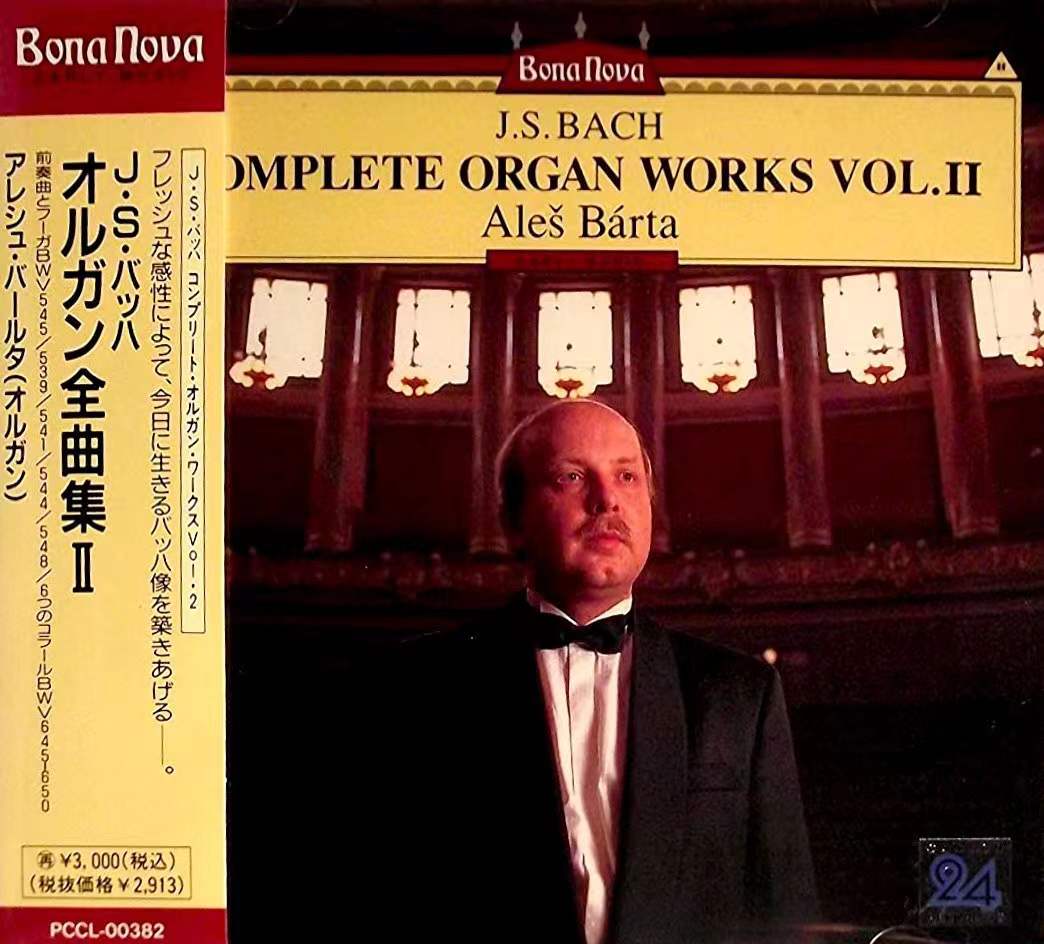 Bona Nova
J・S・バッハ コンプリート・オルガン・ワークスVol・2
フレッシュな感性によって、今日に生きるバッハ像を築きあげる――。
J・S・バッハ
オルガン全曲集Ⅱ
前奏曲とフーガBWV545/539/541/544/548/6つのコラールBWV645-650
アレシュ・バールタ(オルガン)
再 ¥3,000(税込)
(税抜価格¥2,913)
PCCL-00382
Bona Nova
II
J.S. BACH
OMPLETE ORGAN WORKS VOL.II
Aleš Bárta
24